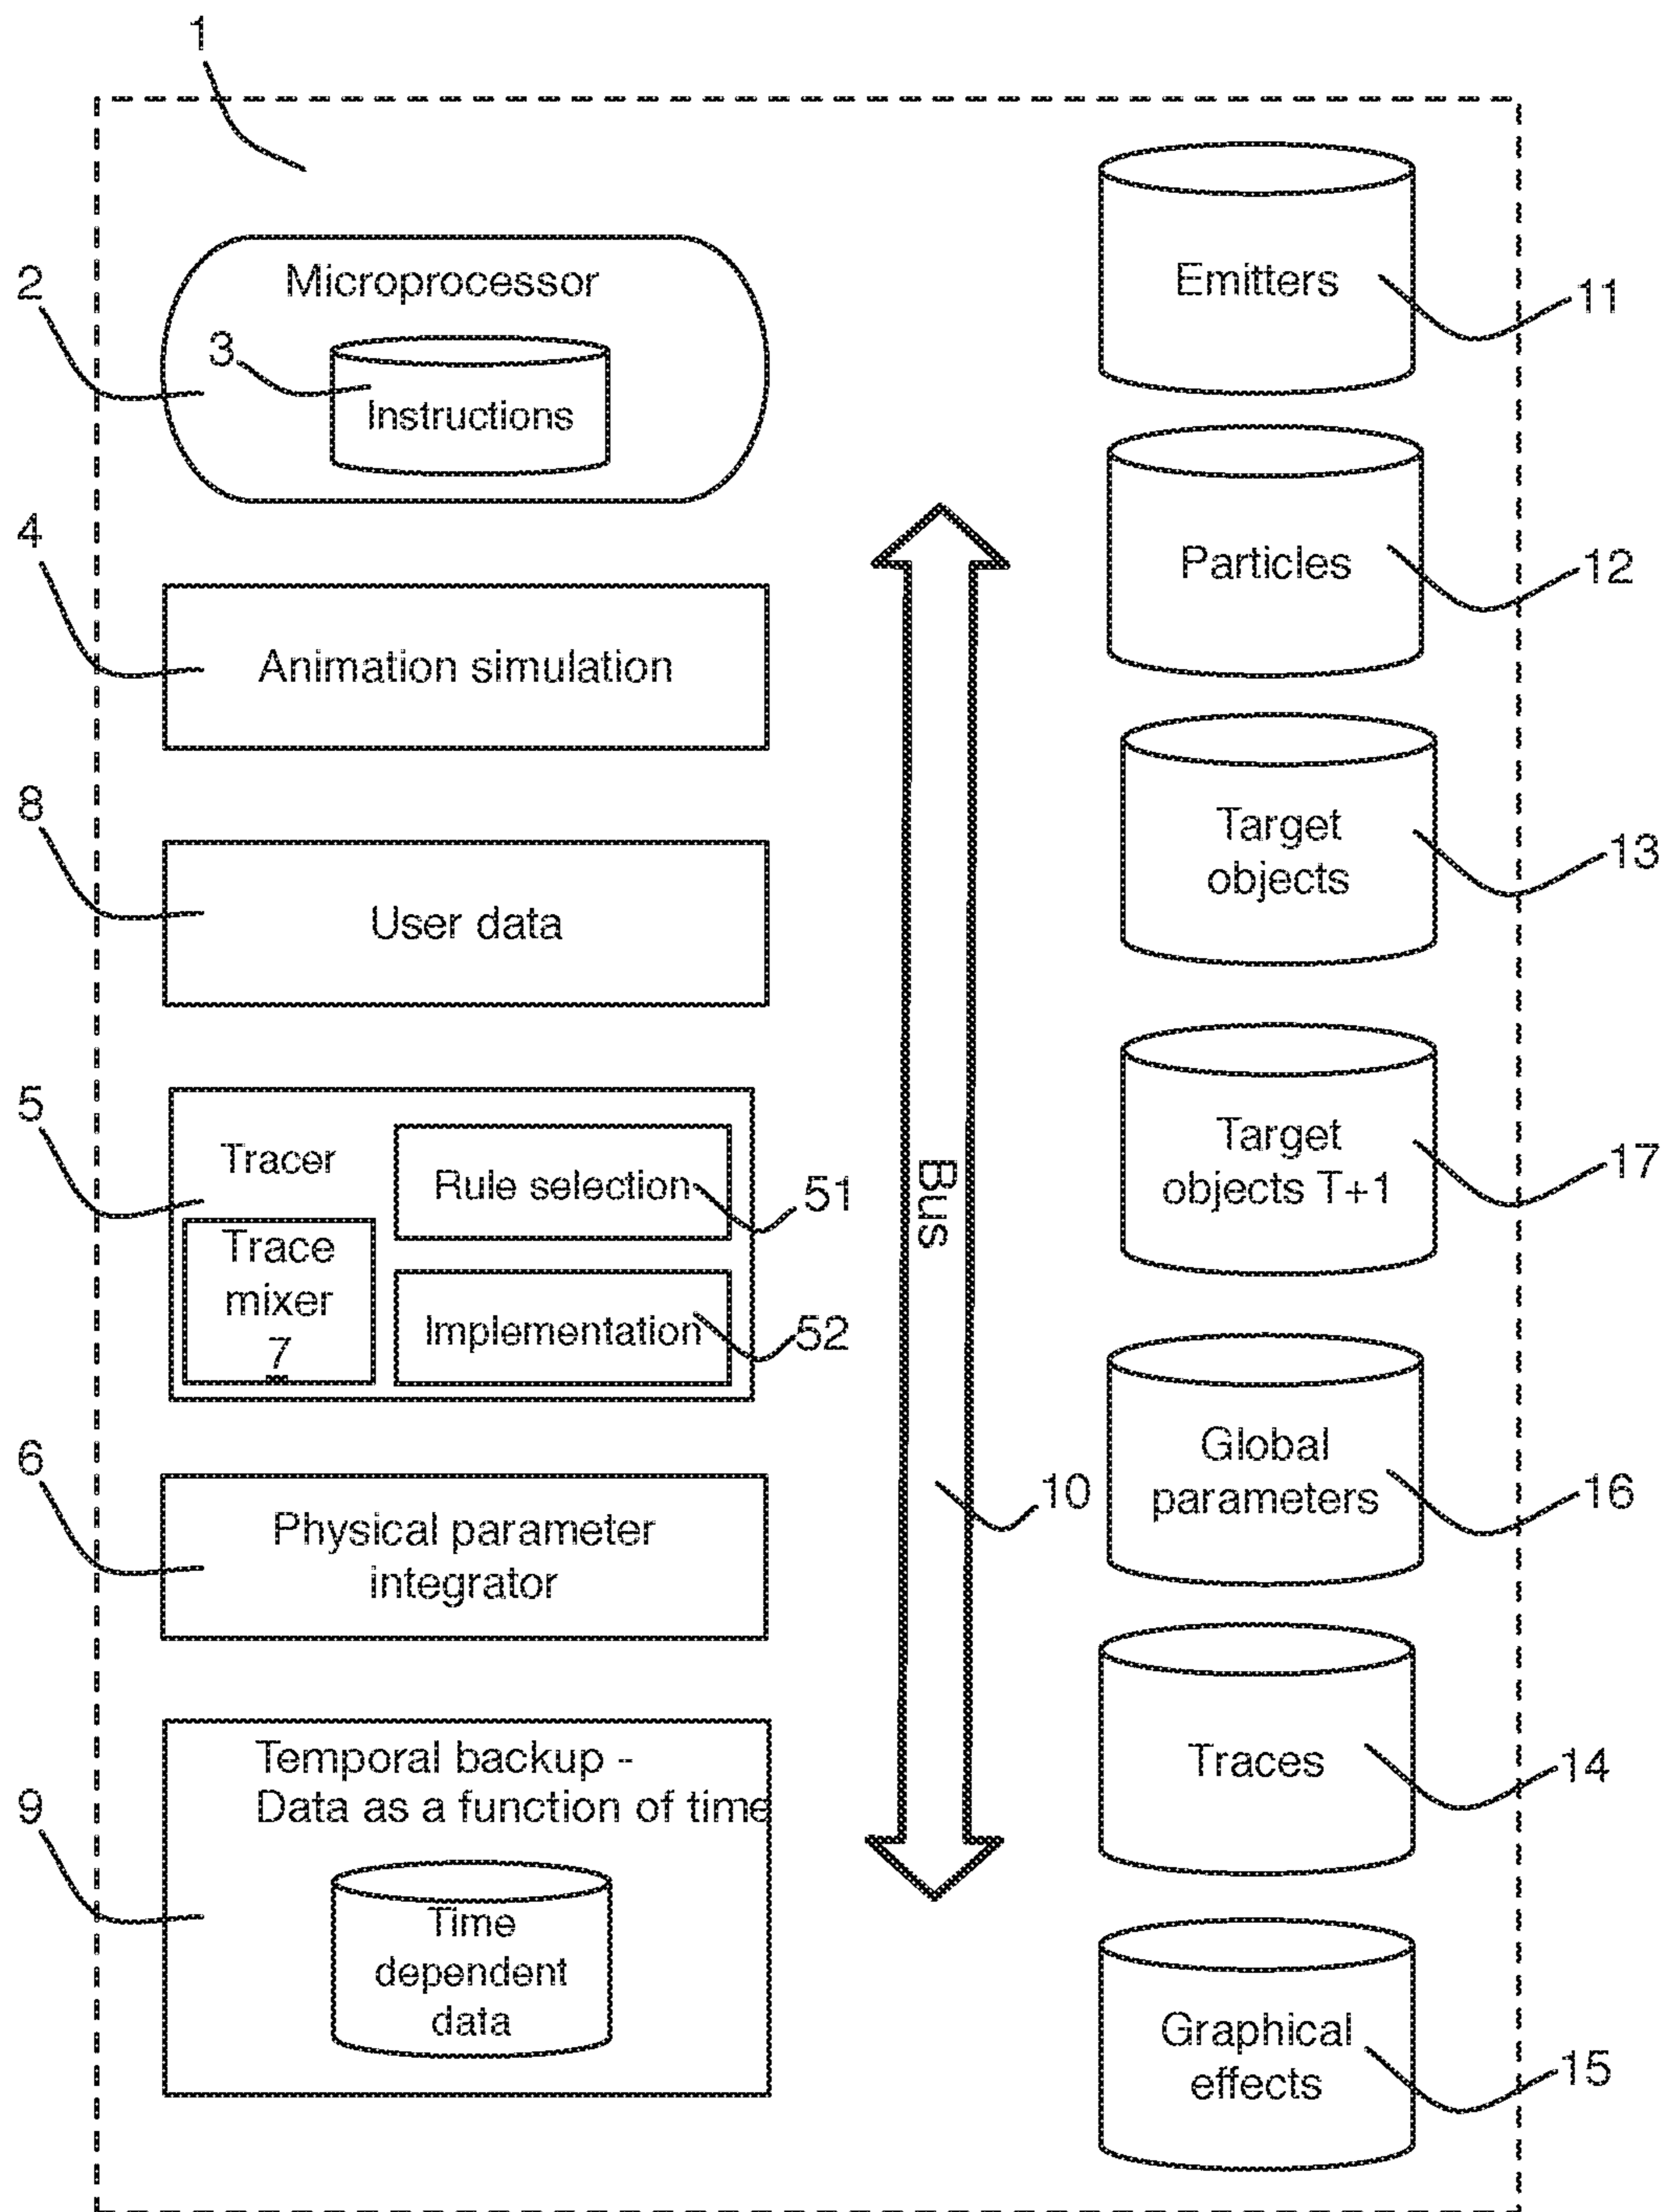 1
2
Microprocessor
3
Instructions
4
Animation simulation
8
User data
5
Tracer
Rule selection
51
Trace
mixer
7
Implementation
52
6
Physical parameter
integrator
9
Temporal backup -
Data as a function of time
Time
dependent
data
Bus
10
Emitters
11
Particles
12
Target
objects
13
Target
objects T+1
17
Global
parameters
16
Traces
14
Graphical
effects
15